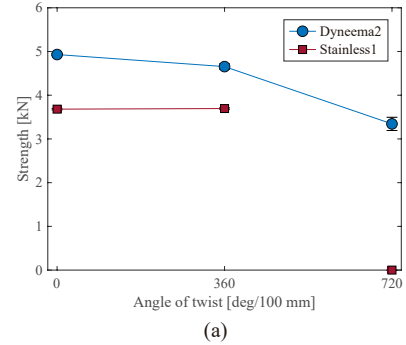 6
5
4
3
2
1
0
Strength [kN]
Dyneema2
Stainless1
0 360 720
Angle of twist [deg/100 mm]
(a)